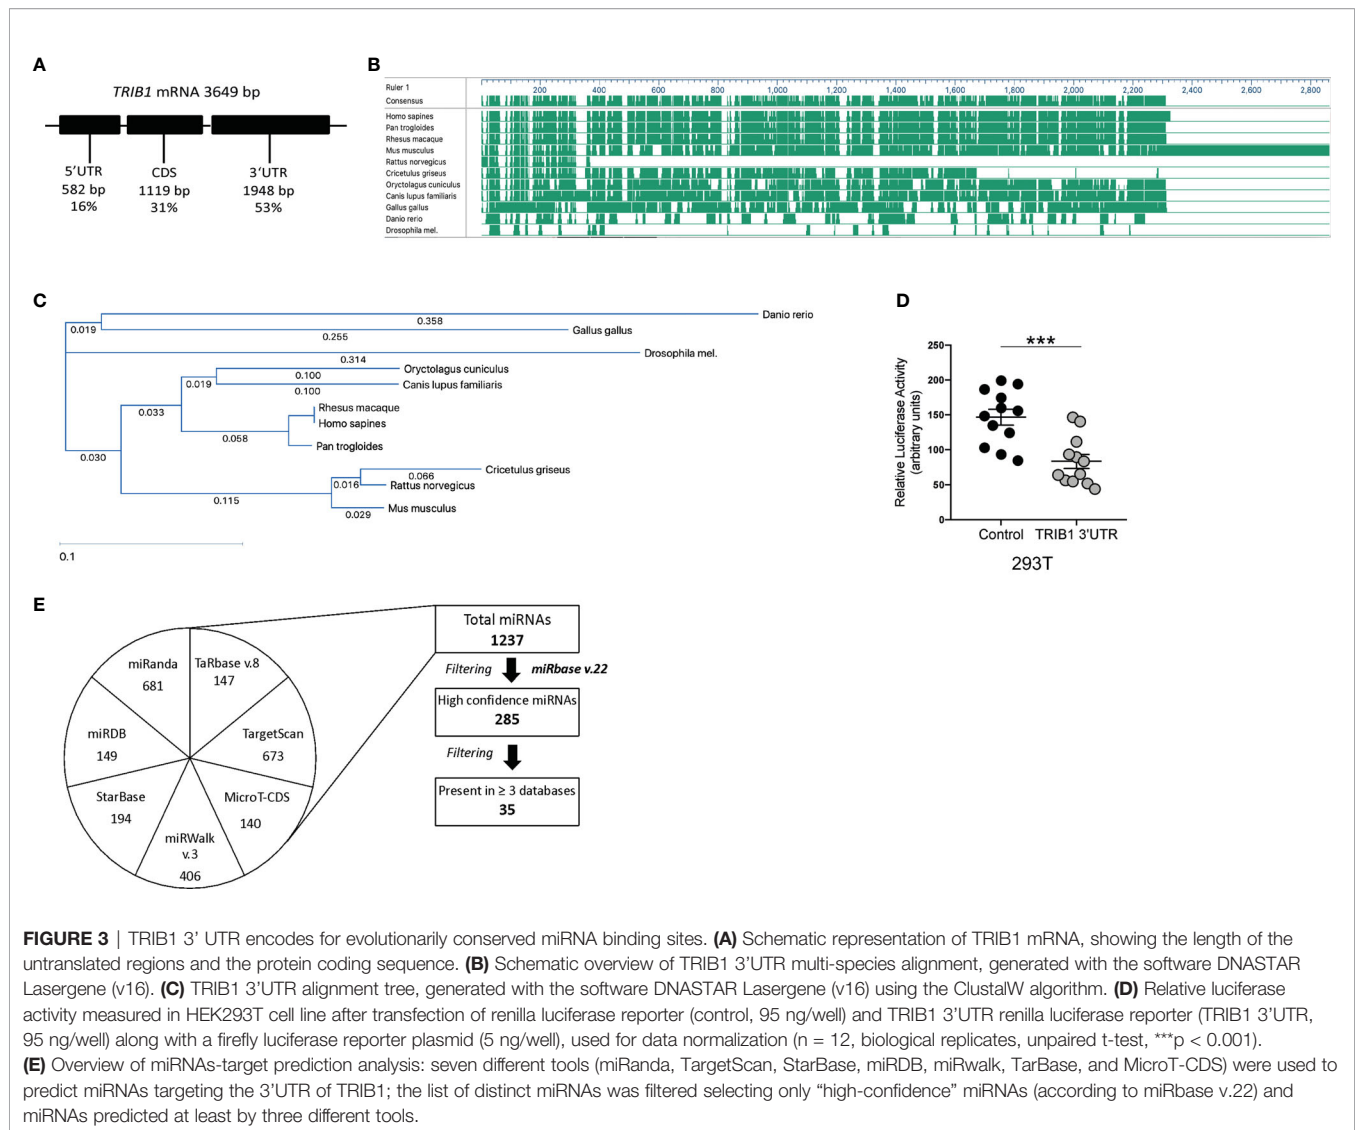 A
TRIB1 mRNA 3649 bp
5'UTR
582 bp
16%
CDS
1119 bp
31%
3'UTR
1948 bp
53%
B
Ruler 1
200 400 600 800 1,000 1,200 1,400 1,600 1,800 2,000 2,200 2,400 2,600 2,800
Consensus
Homo sapines
Pan trogloides
Rhesus macaque
Mus musculus
Rattus norvegicus
Cricetulus griseus
Oryctolagus cuniculus
Canis lupus familiaris
Gallus gallus
Danio rerio
Drosophila mel.
C
0.019
0.358
Danio rerio
0.255
Gallus gallus
0.314
Drosophila mel.
0.030
0.033
0.019
0.100
Oryctolagus cuniculus
0.100
Canis lupus familiaris
0.058
Rhesus macaque
Homo sapines
Pan trogloides
0.115
0.016
0.066
Cricetulus griseus
Rattus norvegicus
0.029
Mus musculus
0.1
D
Relative Luciferase Activity
(arbitrary units)
250
200
150
100
50
0
***
Control TRIB1 3'UTR
293T
E
miRanda
681
TaRbase v.8
147
miRDB
149
TargetScan
673
StarBase
194
MicroT-CDS
140
miRWalk
v.3
406
Total miRNAs
1237
Filtering miRbase v.22
High confidence miRNAs
285
Filtering
Present in ≥ 3 databases
35
FIGURE 3 | TRIB1 3' UTR encodes for evolutionarily conserved miRNA binding sites. (A) Schematic representation of TRIB1 mRNA, showing the length of the
untranslated regions and the protein coding sequence. (B) Schematic overview of TRIB1 3'UTR multi-species alignment, generated with the software DNASTAR
Lasergene (v16). (C) TRIB1 3'UTR alignment tree, generated with the software DNASTAR Lasergene (v16) using the ClustalW algorithm. (D) Relative luciferase
activity measured in HEK293T cell line after transfection of renilla luciferase reporter (control, 95 ng/well) and TRIB1 3'UTR renilla luciferase reporter (TRIB1 3'UTR,
95 ng/well) along with a firefly luciferase reporter plasmid (5 ng/well), used for data normalization (n = 12, biological replicates, unpaired t-test, ***p < 0.001).
(E) Overview of miRNAs-target prediction analysis: seven different tools (miRanda, TargetScan, StarBase, miRDB, miRwalk, TarBase, and MicroT-CDS) were used to
predict miRNAs targeting the 3'UTR of TRIB1; the list of distinct miRNAs was filtered selecting only “high-confidence” miRNAs (according to miRbase v.22) and
miRNAs predicted at least by three different tools.